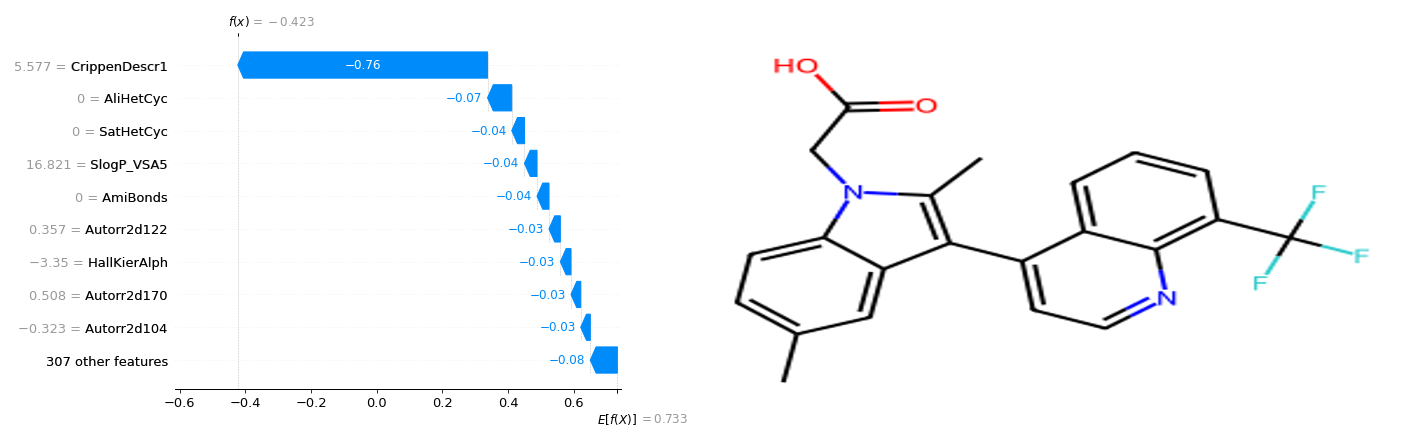 f(x) = −0.423
5.577 = CrippenDescr1
−0.76
0 = AliHetCyc
−0.07
0 = SatHetCyc
−0.04
16.821 = SlogP_VSA5
−0.04
0 = AmiBonds
−0.04
0.357 = Autorr2d122
−0.03
−3.35 = HallKierAlph
−0.03
0.508 = Autorr2d170
−0.03
−0.323 = Autorr2d104
−0.03
307 other features
−0.08
−0.6 −0.4 −0.2 0.0 0.2 0.4 0.6
E[f(X)] = 0.733
HO
O
N
F
F
F
N